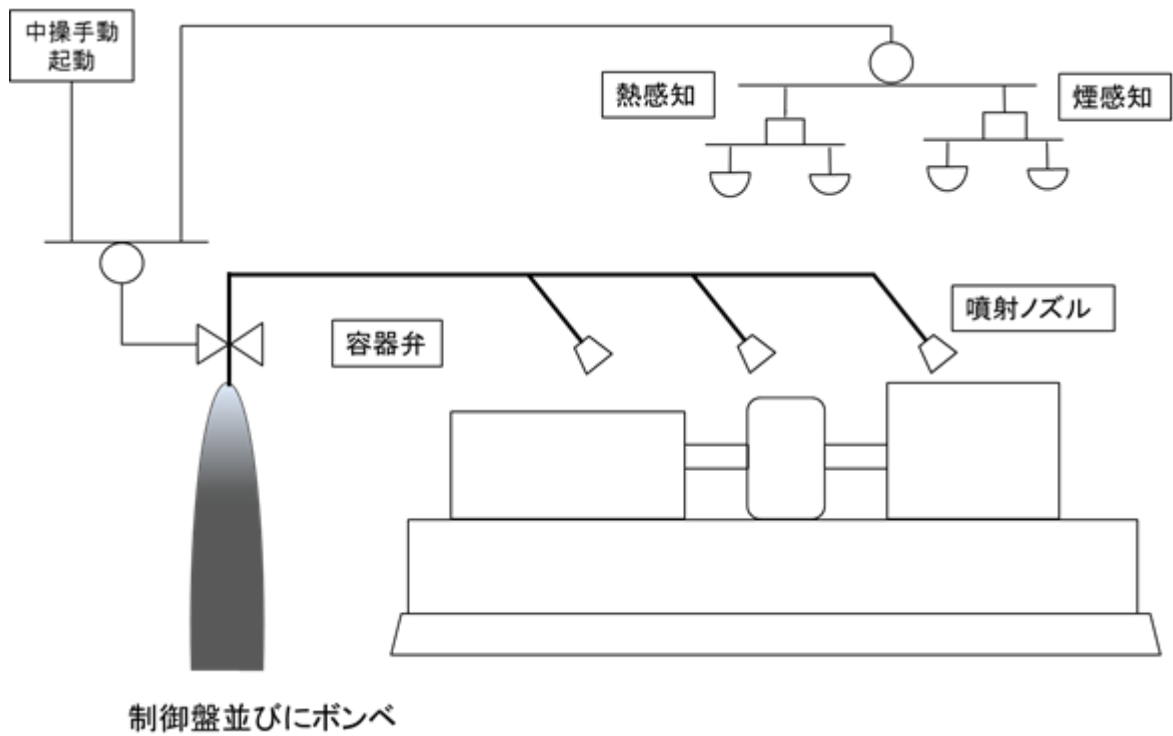 中操手動
起動
熱感知
煙感知
噴射ノズル
容器弁
制御盤並びにボンベ